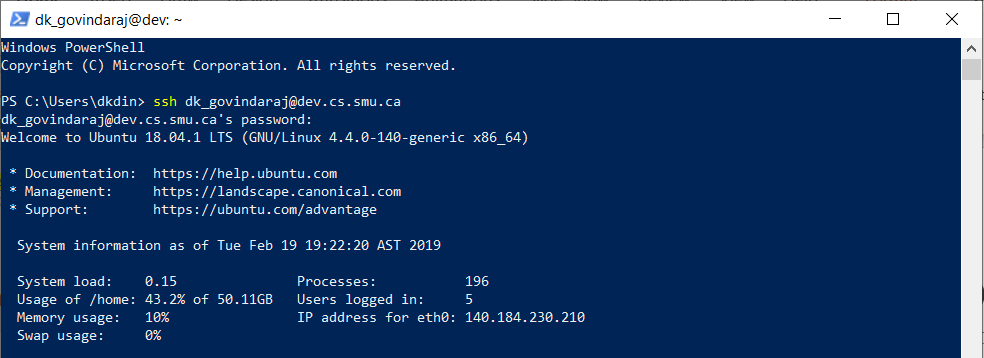 dk_govindaraj@dev: ~
Windows PowerShell
Copyright (C) Microsoft Corporation. All rights reserved.
PS C:\Users\dkdin> ssh dk_govindaraj@dev.cs.smu.ca
dk_govindaraj@dev.cs.smu.ca's password:
Welcome to Ubuntu 18.04.1 LTS (GNU/Linux 4.4.0-140-generic x86_64)
* Documentation:  https://help.ubuntu.com
* Management:     https://landscape.canonical.com
* Support:        https://ubuntu.com/advantage
System information as of Tue Feb 19 19:22:20 AST 2019
System load:    0.15               Processes:           196
Usage of /home: 43.2% of 50.11GB   Users logged in:     5
Memory usage:   10%                IP address for eth0: 140.184.230.210
Swap usage:     0%